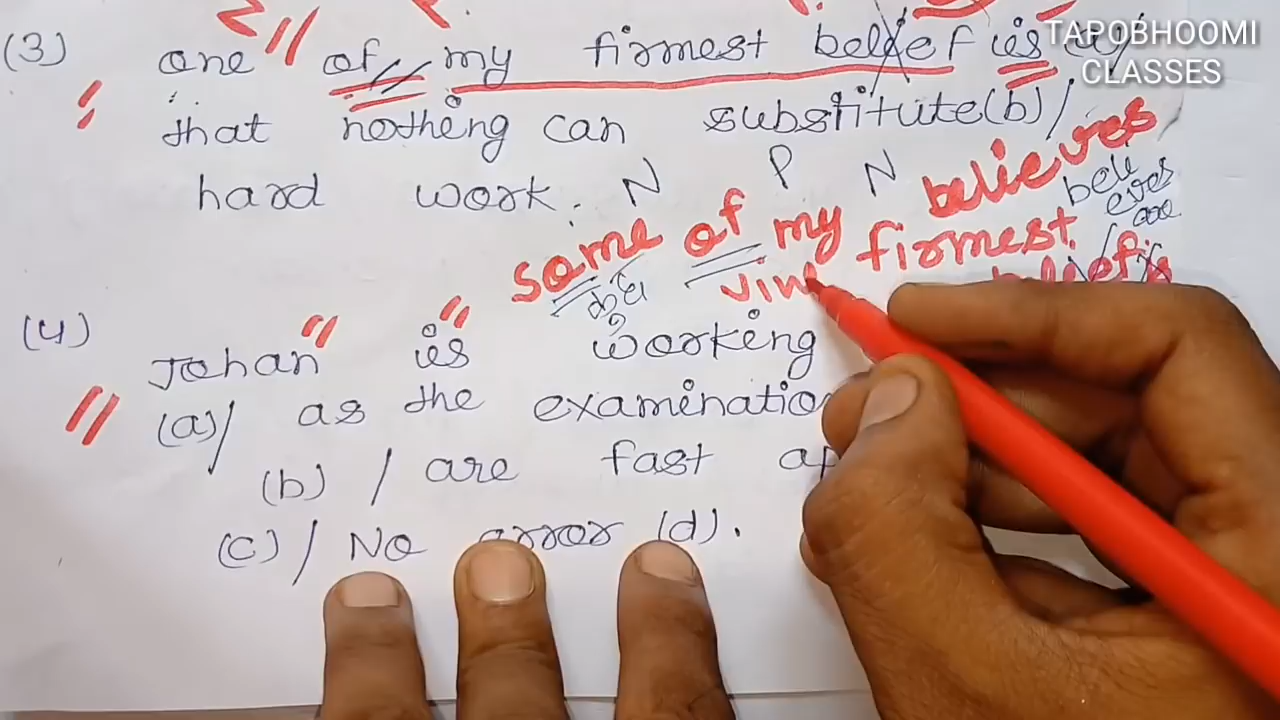 TAPOBHOOMI
CLASSES
(3) one of my firmest belief is a/
that nothing can substitute(b)/
hard work.
N P N
believes
some of my firmest
(4) Johan is working
(a)/ as the examination
(b) / are fast ap
(c)/ No error (d).